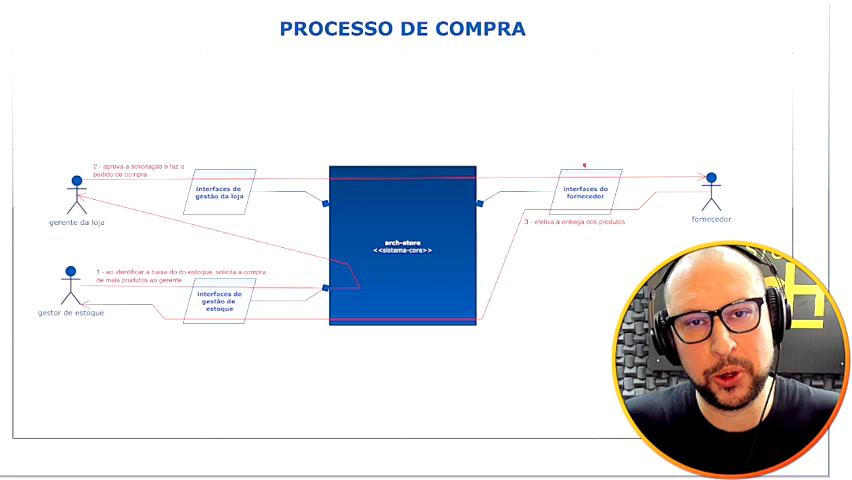 PROCESSO DE COMPRA
2 - aprova a solicitação e faz o
pedido de compra
interfaces de
gestão da loja
gerente da loja
arch-store
<<sistema-core>>
interfaces do
fornecedor
fornecedor
3 - efetiva a entrega dos produtos
1 - ao identificar a baixa do do estoque, solicita a compra
de mais produtos ao gerente
interfaces de
gestão de
estoque
gestor de estoque